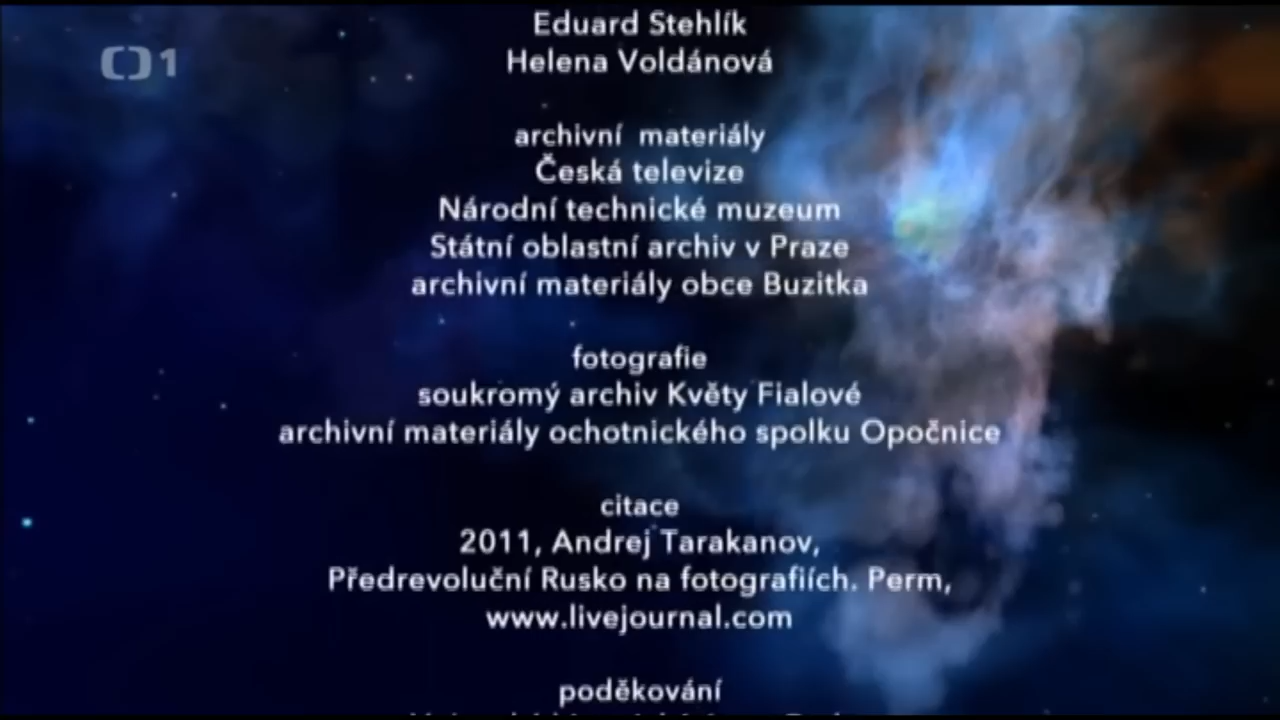 Eduard Stehlík
Helena Voldánová
1
archivní materiály
Česká televize
Národní technické muzeum
Státní oblastní archiv v Praze
archivní materiály obce Buzitka
fotografie
soukromý archiv Květy Fialové
archivní materiály ochotnického spolku Opočnice
citace
2011, Andrej Tarakanov,
Předrevoluční Rusko na fotografiích. Perm,
www.livejournal.com
poděkování